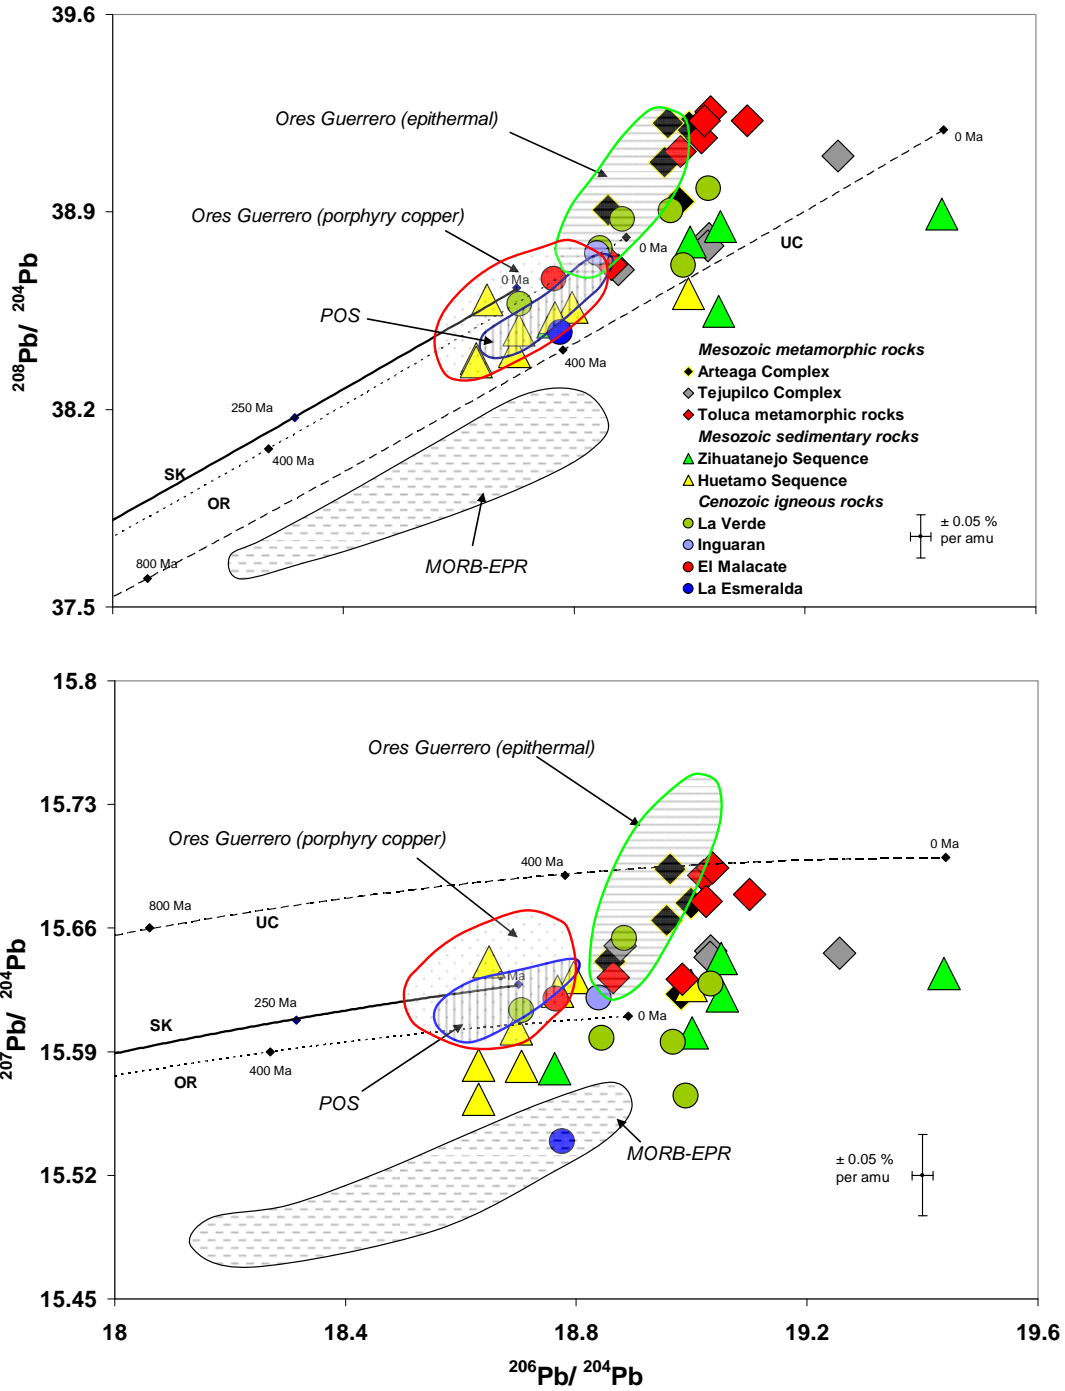 39.6
Ores Guerrero (epithermal)
0 Ma
38.9
Ores Guerrero (porphyry copper)
0 Ma
UC
208Pb/ 204Pb
0 Ma
POS
Mesozoic metamorphic rocks
400 Ma
Arteaga Complex
Tejupilco Complex
38.2
250 Ma
Toluca metamorphic rocks
Mesozoic sedimentary rocks
400 Ma
Zihuatanejo Sequence
SK
Huetamo Sequence
OR
Cenozoic igneous rocks
La Verde
± 0.05 %
per amu
Inguaran
800 Ma
MORB-EPR
El Malacate
La Esmeralda
37.5
15.8
Ores Guerrero (epithermal)
15.73
Ores Guerrero (porphyry copper)
0 Ma
400 Ma
800 Ma
UC
15.66
207Pb/ 204Pb
0 Ma
250 Ma
SK
0 Ma
15.59
OR
400 Ma
POS
MORB-EPR
± 0.05 %
per amu
15.52
15.45
18 18.4 18.8 19.2 19.6
206Pb/ 204Pb